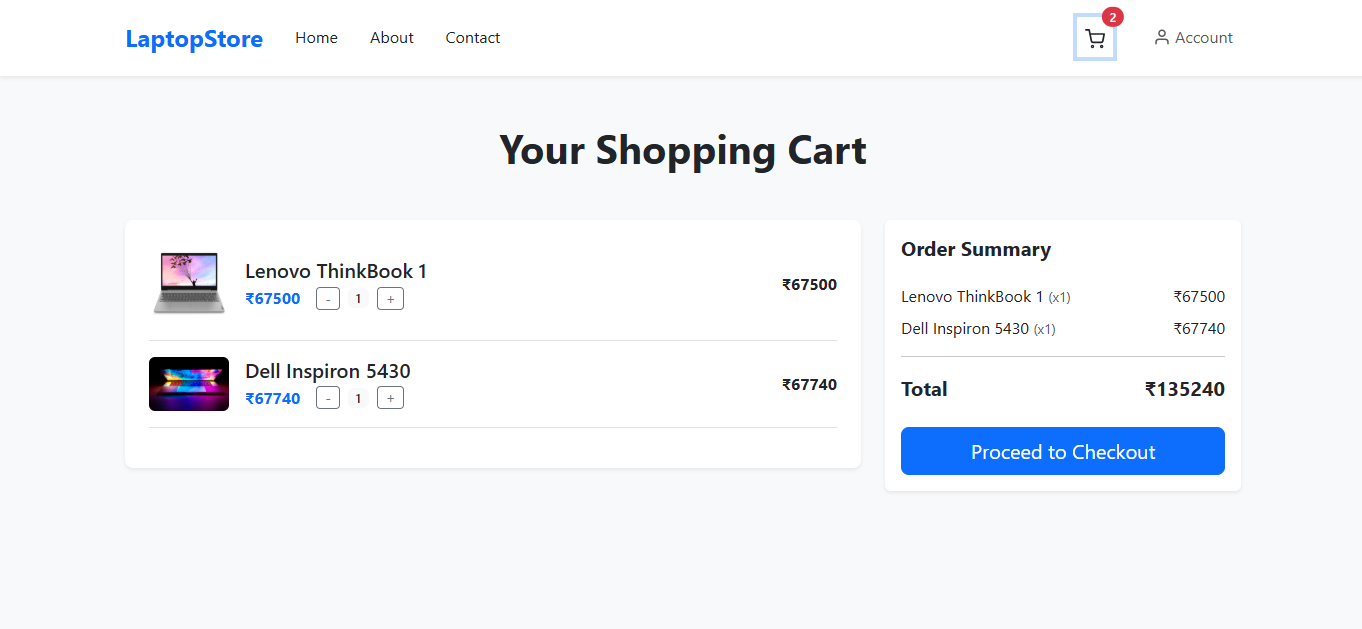 LaptopStore Home About Contact 2 Account
Your Shopping Cart
Lenovo ThinkBook 1
₹67500 - 1 +
₹67500
Dell Inspiron 5430
₹67740 - 1 +
₹67740
Order Summary
Lenovo ThinkBook 1 (x1) ₹67500
Dell Inspiron 5430 (x1) ₹67740
Total ₹135240
Proceed to Checkout